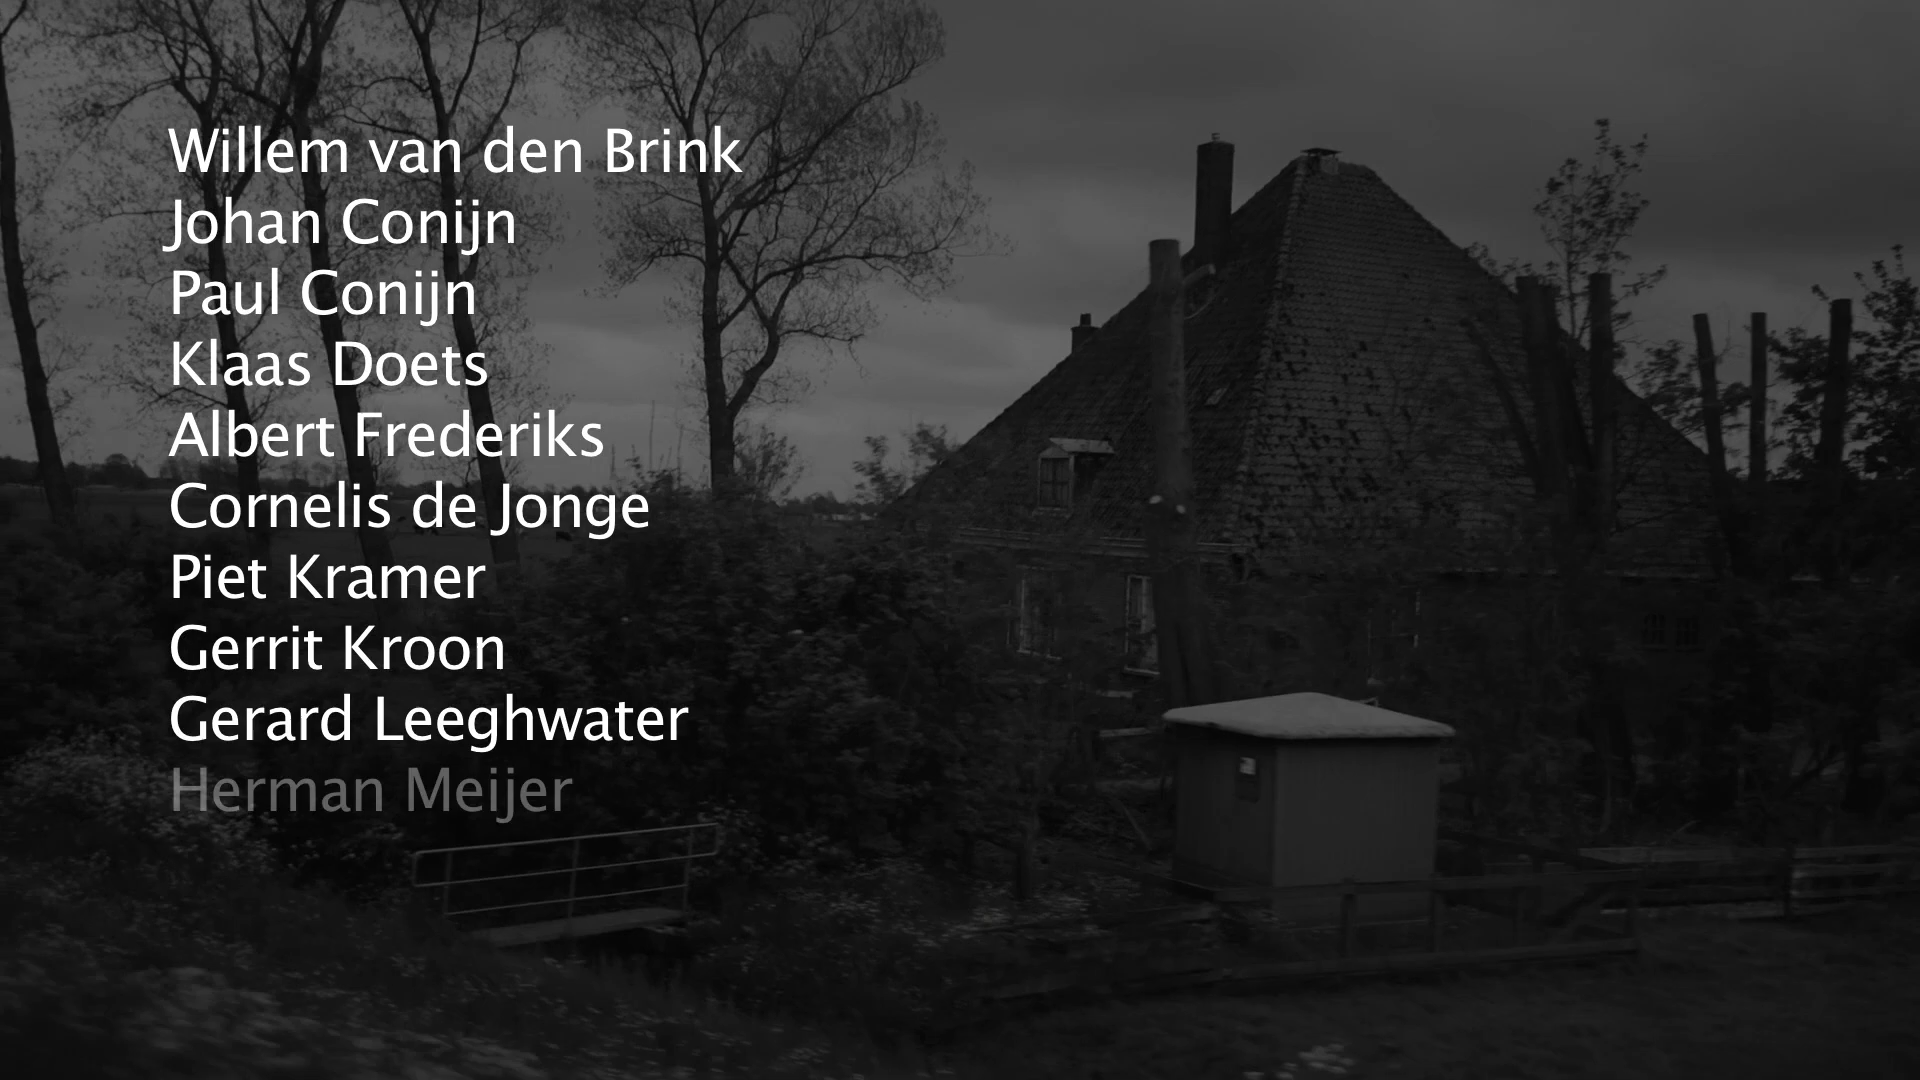 Willem van den Brink
Johan Conijn
Paul Conijn
Klaas Doets
Albert Frederiks
Cornelis de Jonge
Piet Kramer
Gerrit Kroon
Gerard Leeghwater
Herman Meijer